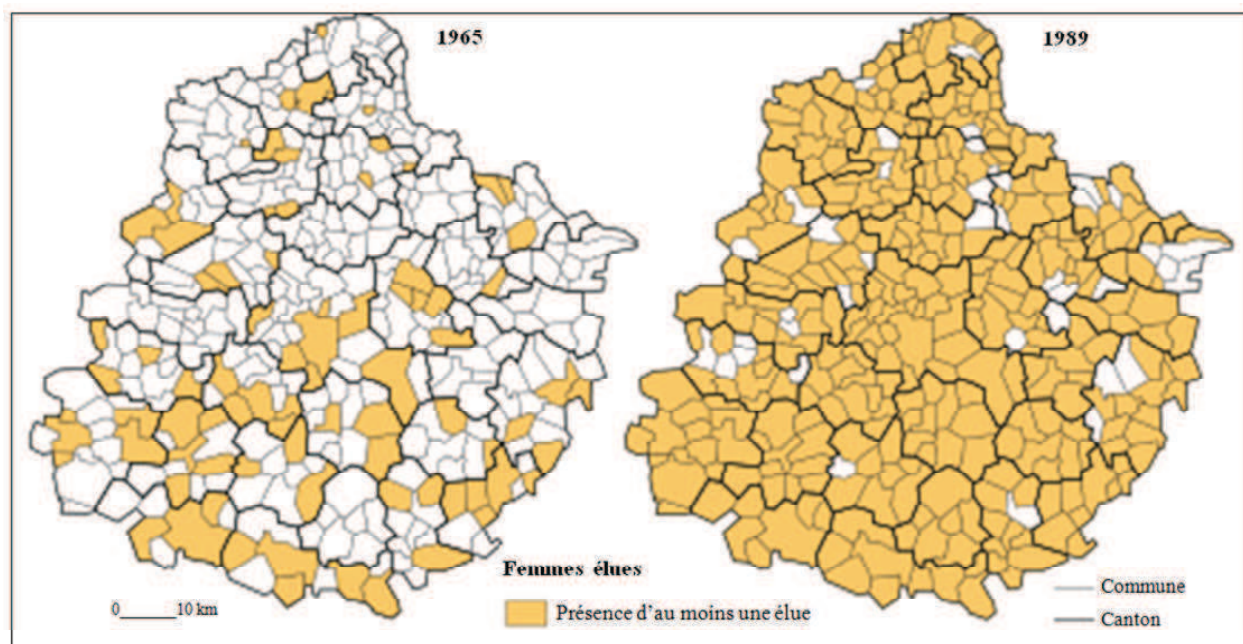 1965
1989
Femmes élues
Présence d'au moins une élue
0 10 km
Commune
Canton